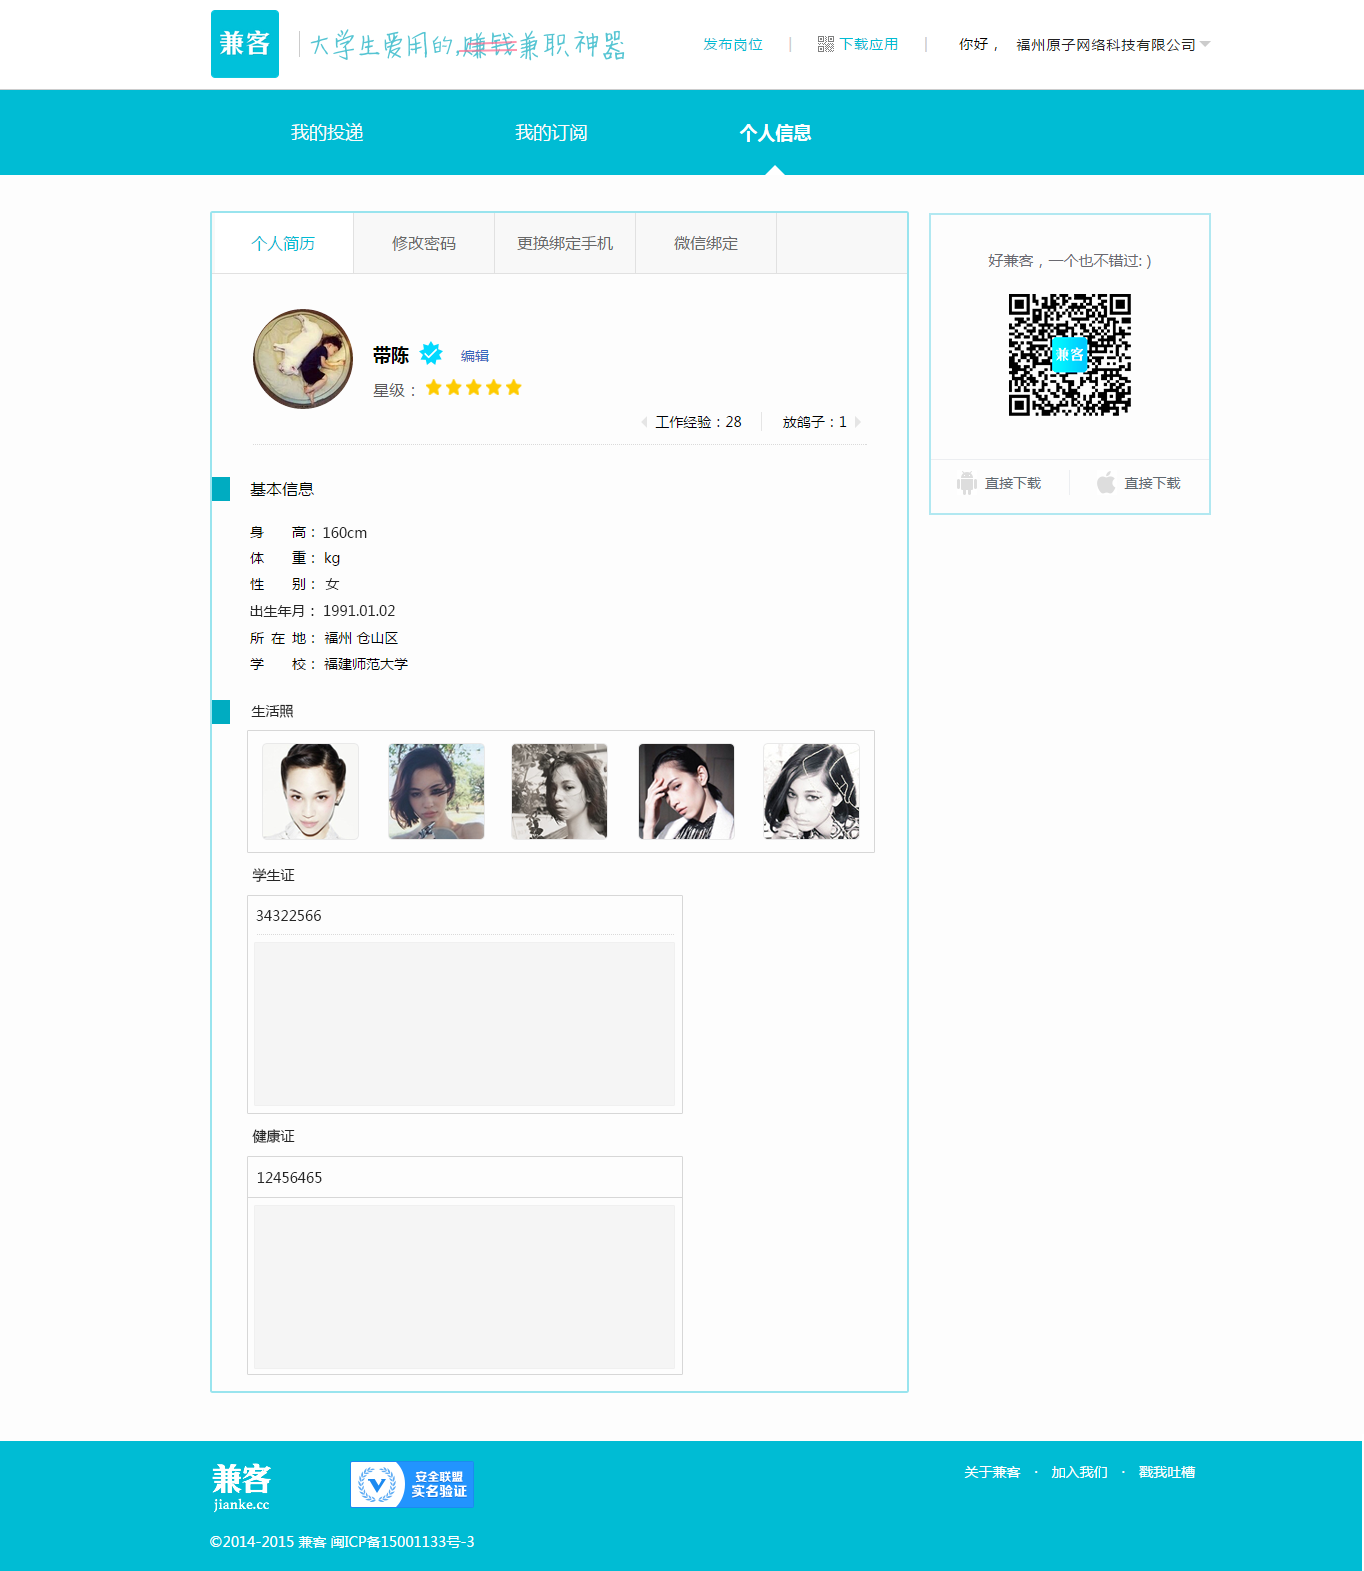 兼客
大学生爱用的,赚钱兼职神器
发布岗位 | 下载应用 | 你好， 福州原子网络科技有限公司
我的投递 我的订阅 个人信息
个人简历 修改密码 更换绑定手机 微信绑定
好兼客，一个也不错过: )
兼客
带陈 编辑
星级：
工作经验：28 放鸽子：1
直接下载 直接下载
基本信息
身 高：160cm
体 重： kg
性 别： 女
出生年月： 1991.01.02
所 在 地： 福州 仓山区
学 校： 福建师范大学
生活照
学生证
34322566
健康证
12456465
兼客
jianke.cc
安全联盟
实名验证
关于兼客 · 加入我们 · 戳我吐槽
©2014-2015 兼客 闽ICP备15001133号-3